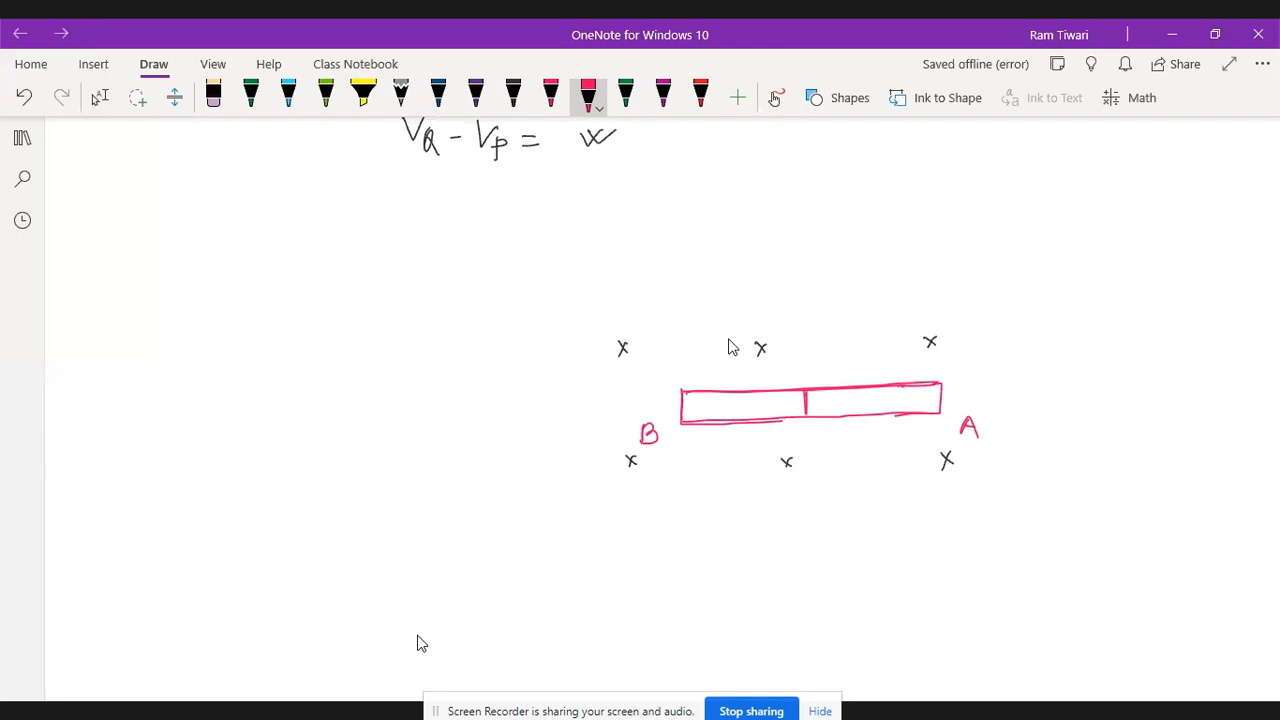 OneNote for Windows 10
Ram Tiwari
Home Insert Draw View Help Class Notebook
Saved offline (error) Share
Shapes Ink to Shape Ink to Text Math
VQ - Vp =
x x x
B A
x x x
Screen Recorder is sharing your screen and audio. Stop sharing Hide